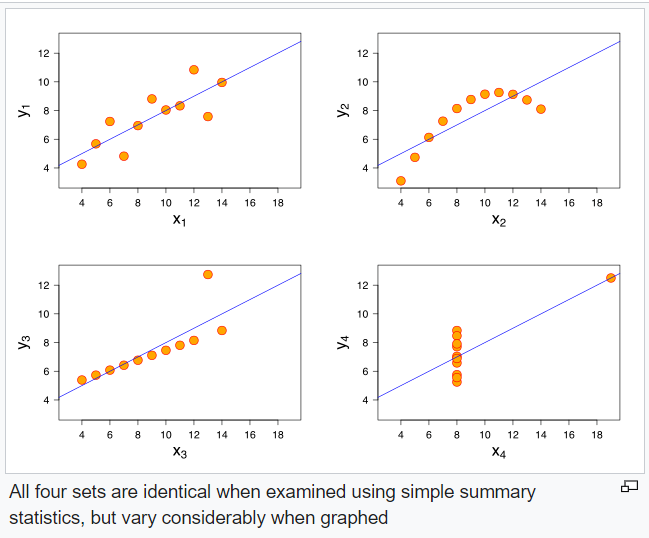 12
10
8
6
4
y1
4 6 8 10 12 14 16 18
x1
12
10
8
6
4
y2
4 6 8 10 12 14 16 18
x2
12
10
8
6
4
y3
4 6 8 10 12 14 16 18
x3
12
10
8
6
4
y4
4 6 8 10 12 14 16 18
x4
All four sets are identical when examined using simple summary
statistics, but vary considerably when graphed